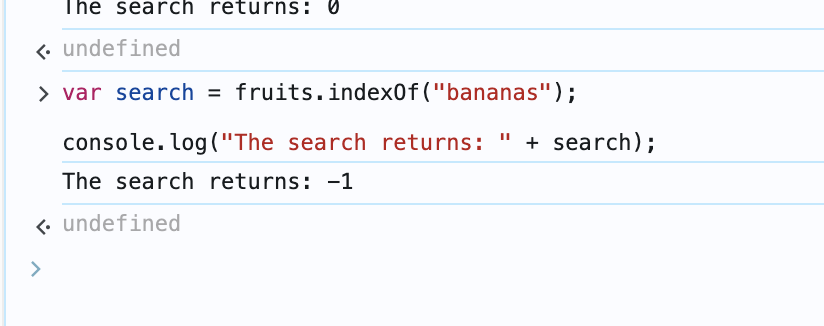 The search returns: 0
undefined
var search = fruits.indexOf("bananas");
console.log("The search returns: " + search);
The search returns: -1
undefined